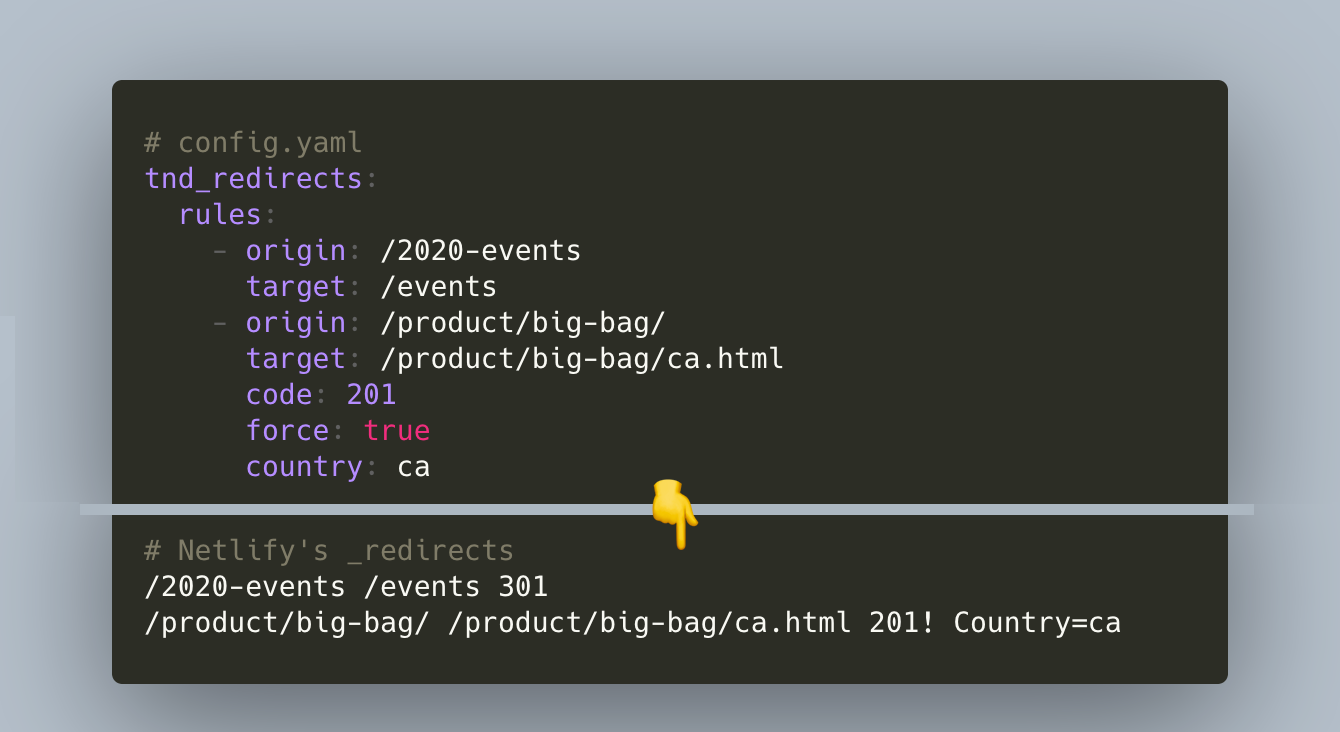 # config.yaml
tnd_redirects:
  rules:
    - origin: /2020-events
      target: /events
    - origin: /product/big-bag/
      target: /product/big-bag/ca.html
      code: 201
      force: true
      country: ca
# Netlify's _redirects
/2020-events /events 301
/product/big-bag/ /product/big-bag/ca.html 201! Country=ca